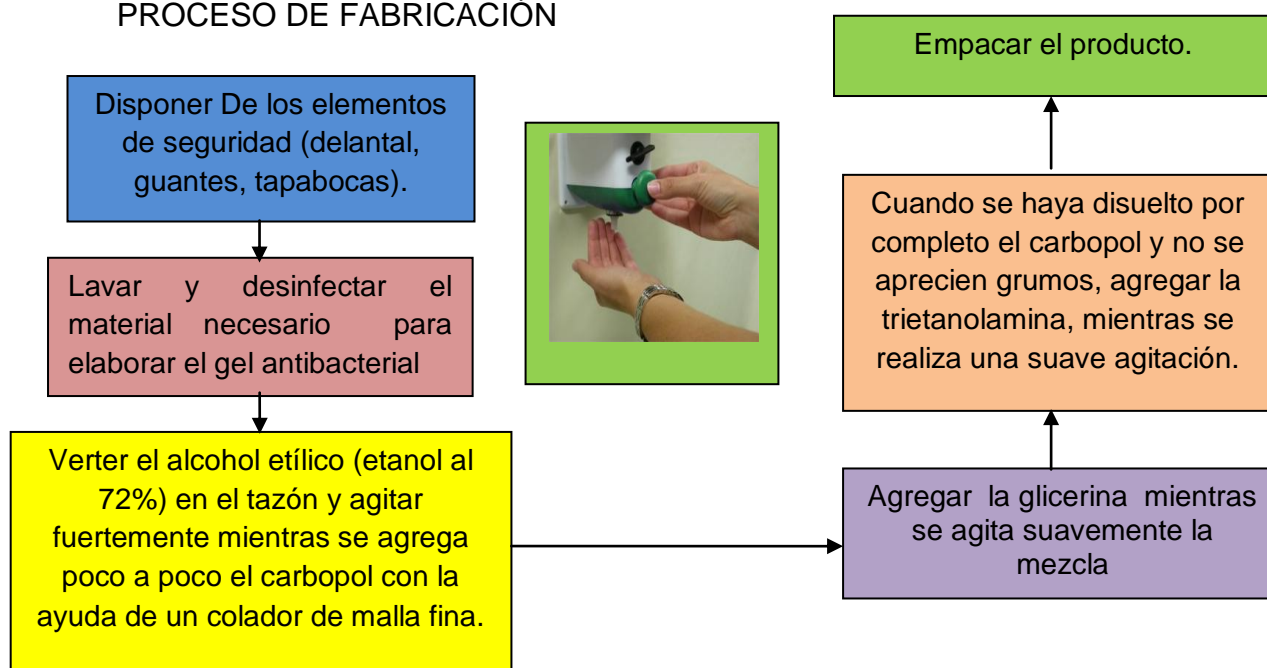 PROCESO DE FABRICACIÓN
Disponer De los elementos
de seguridad (delantal,
guantes, tapabocas).
Lavar y desinfectar el
material necesario para
elaborar el gel antibacterial
Verter el alcohol etílico (etanol al
72%) en el tazón y agitar
fuertemente mientras se agrega
poco a poco el carbopol con la
ayuda de un colador de malla fina.
Agregar la glicerina mientras
se agita suavemente la
mezcla
Cuando se haya disuelto por
completo el carbopol y no se
aprecien grumos, agregar la
trietanolamina, mientras se
realiza una suave agitación.
Empacar el producto.